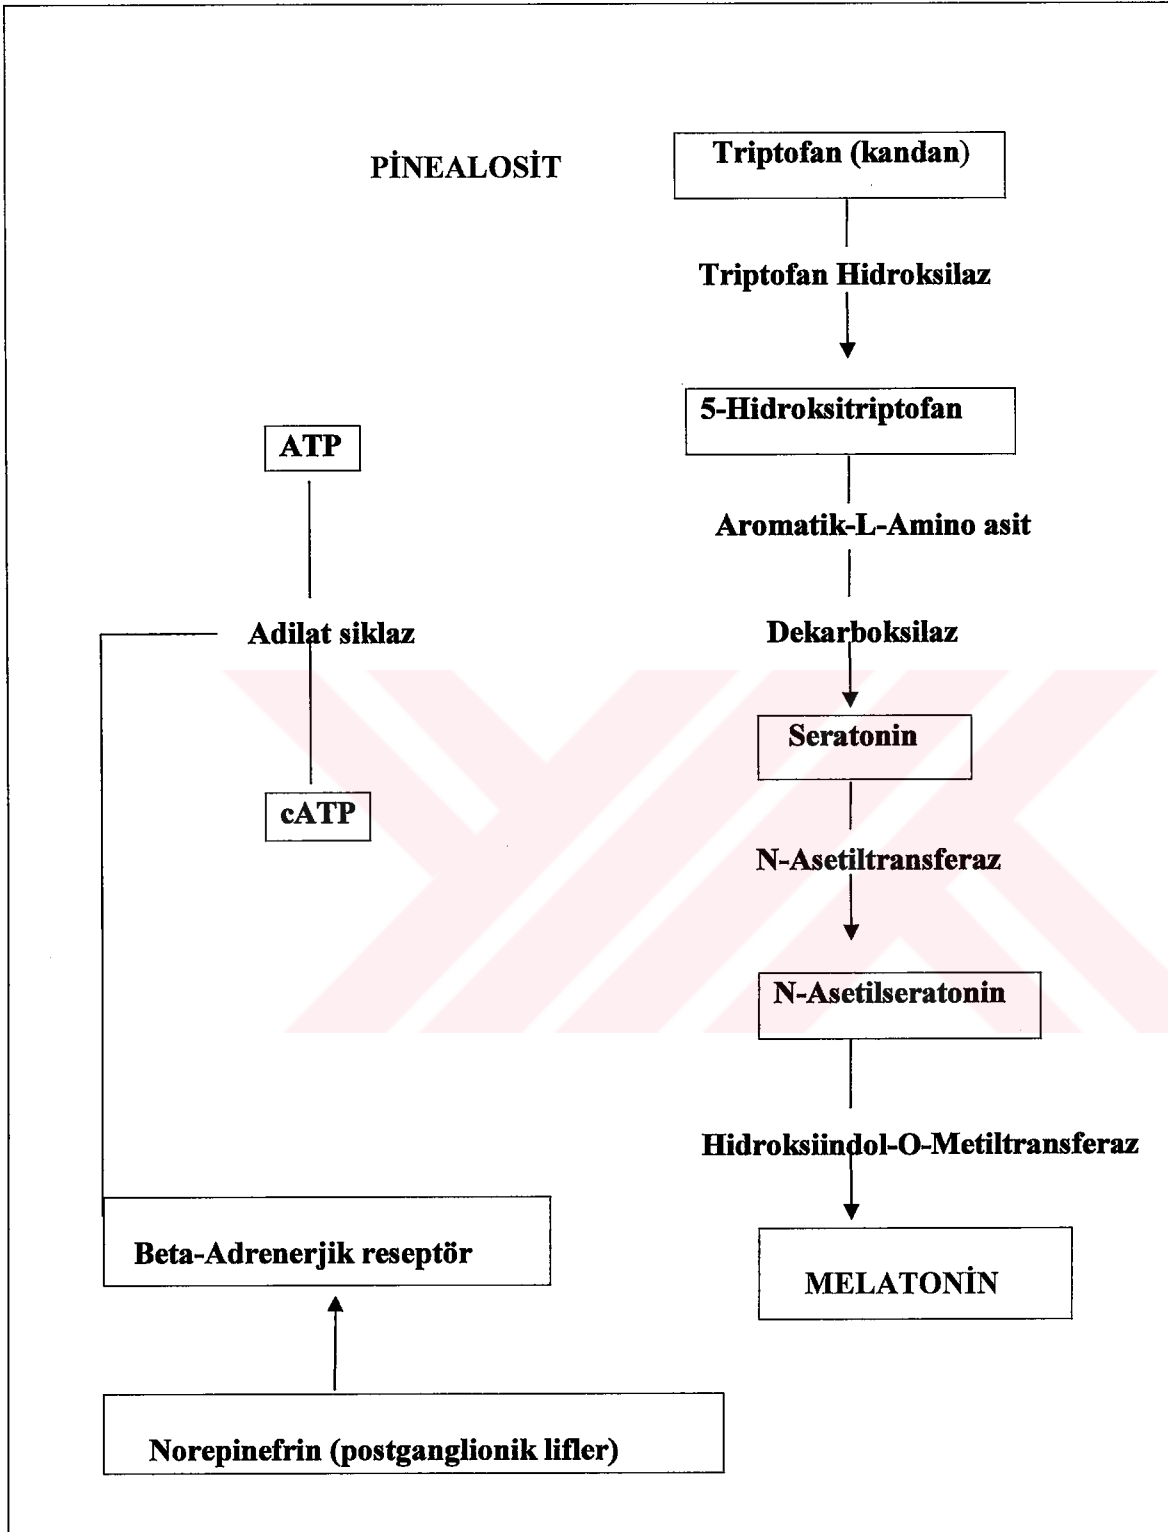 PİNEALOSİT
Triptofan (kandan)
Triptofan Hidroksilaz
5-Hidroksitriptofan
ATP
Aromatik-L-Amino asit
Adilat siklaz
Dekarboksilaz
Seratonin
cATP
N-Asetiltransferaz
N-Asetilseratonin
Hidroksiindol-O-Metiltransferaz
Beta-Adrenerjik reseptör
MELATONİN
Norepinefrin (postganglionik lifler)